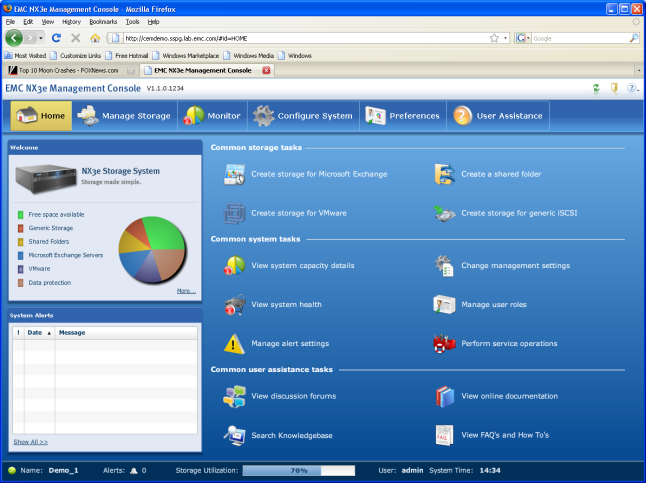 EMC NX3e Management Console - Mozilla Firefox
File Edit View History Bookmarks Tools Help
http://cemdemo.sspg.lab.emc.com/#id=HOME
Google
Most Visited Customize Links Free Hotmail Windows Marketplace Windows Media Windows
Top 10 Moon Crashes - FOXNews.com EMC NX3e Management Console
EMC NX3e Management Console V1.1.0.1234
Home Manage Storage Monitor Configure System Preferences User Assistance
Welcome
NX3e Storage System
Storage made simple.
Free space available
Generic Storage
Shared Folders
Microsoft Exchange Servers
VMware
Data protection
More...
System Alerts
! Date ▲ Message
Show All >>
Common storage tasks
Create storage for Microsoft Exchange Create a shared folder
Create storage for VMware Create storage for generic iSCSI
Common system tasks
View system capacity details Change management settings
View system health Manage user roles
Manage alert settings Perform service operations
Common user assistance tasks
View discussion forums View online documentation
Search Knowledgebase FAQ View FAQ's and How To's
Name: Demo_1 Alerts: 0 Storage Utilization: 70% User: admin System Time: 14:34